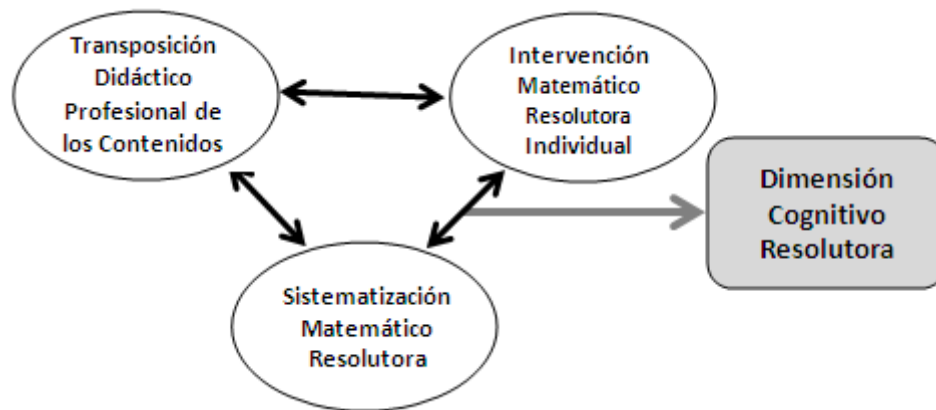 Transposición
Didáctico
Profesional de
los Contenidos
Intervención
Matemático
Resolutora
Individual
Dimensión
Cognitivo
Resolutora
Sistematización
Matemático
Resolutora